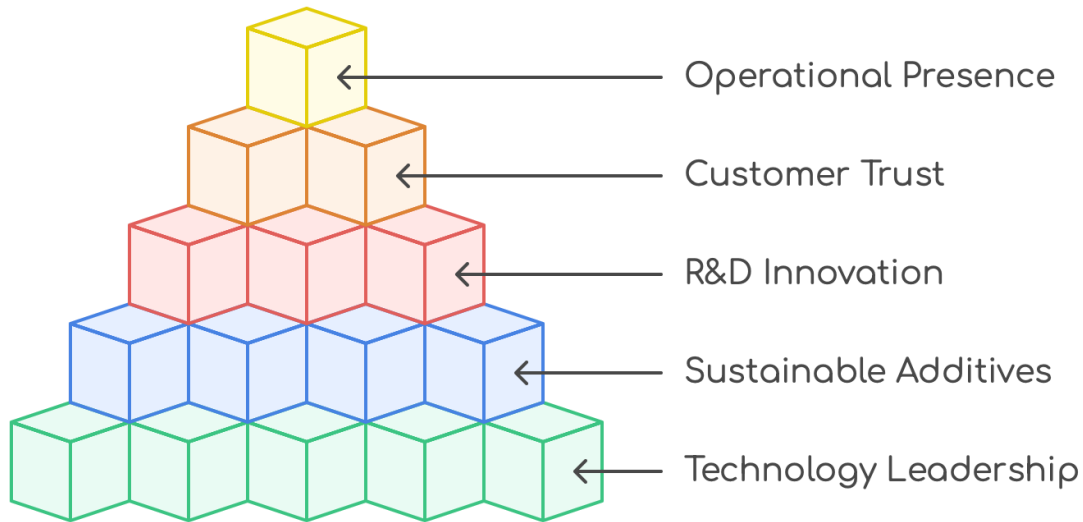 Operational Presence
Customer Trust
R&D Innovation
Sustainable Additives
Technology Leadership